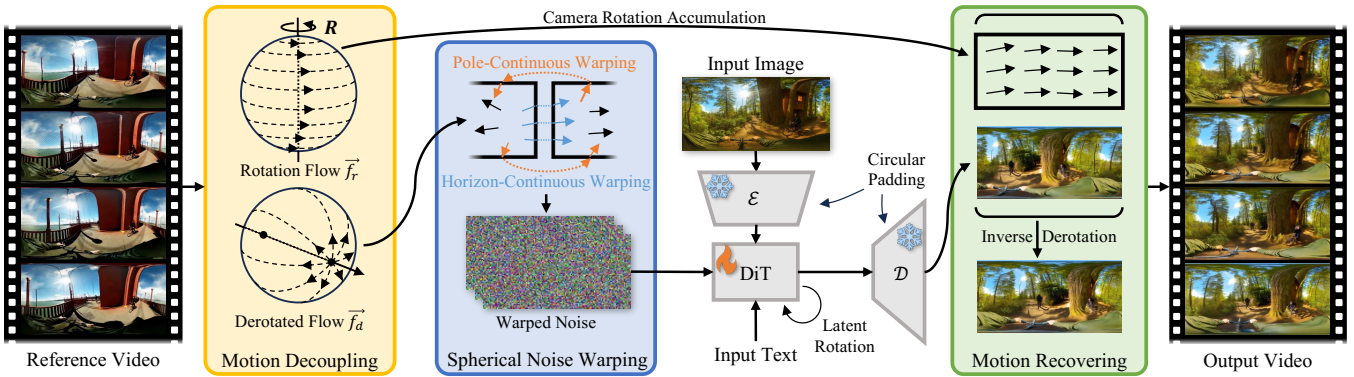 Camera Rotation Accumulation
R
Rotation Flow $\vec{f_r}$
Derotated Flow $\vec{f_d}$
Pole-Continuous Warping
Horizon-Continuous Warping
Warped Noise
Input Image
Circular
Padding
ℰ
DiT
𝒟
Latent
Rotation
Input Text
Inverse Derotation
Reference Video
Motion Decoupling
Spherical Noise Warping
Motion Recovering
Output Video